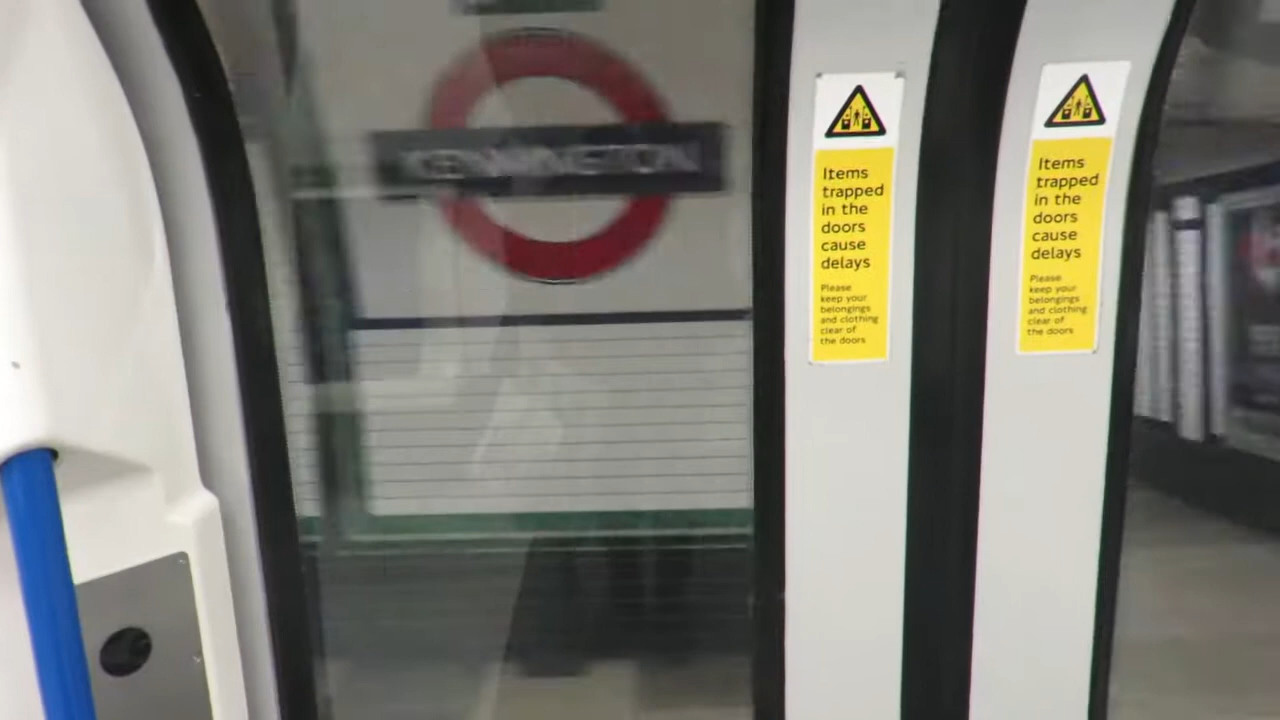 KENNINGTON
Items
trapped
in the
doors
cause
delays
Please
keep your
belongings
and clothing
clear of
the doors
Items
trapped
in the
doors
cause
delays
Please
keep your
belongings
and clothing
clear of
the doors